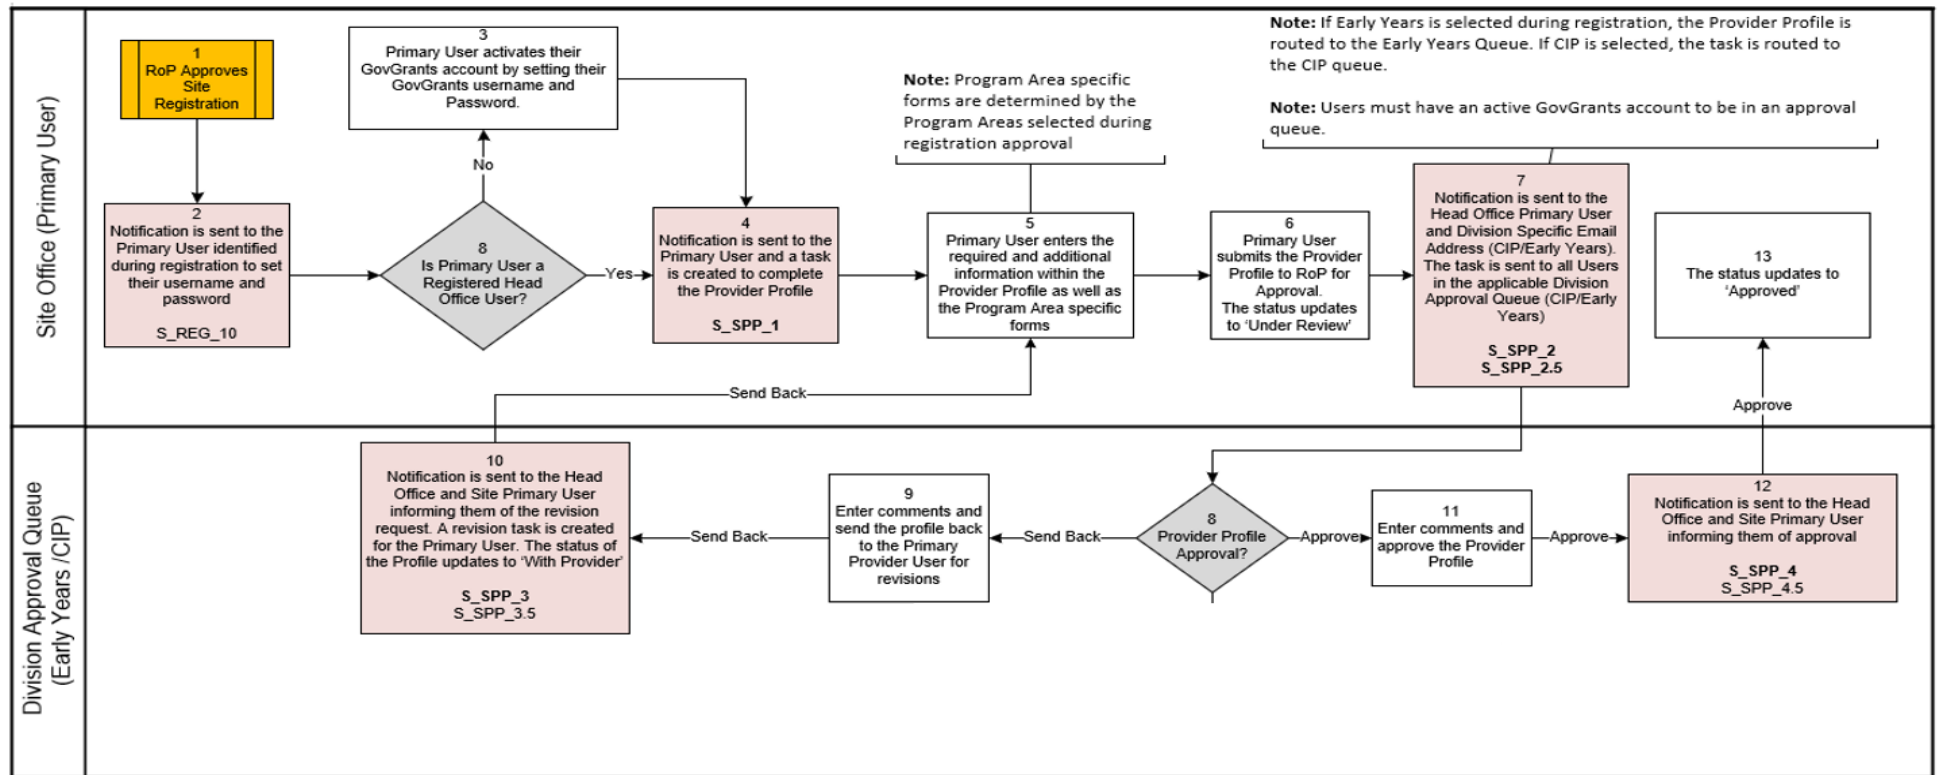 Site Office (Primary User)
1
RoP Approves
Site
Registration
2
Notification is sent to the
Primary User identified
during registration to set
their username and
password
S_REG_10
3
Primary User activates their
GovGrants account by setting their
GovGrants username and
Password.
No
8
Is Primary User a
Registered Head
Office User?
Yes
4
Notification is sent to the
Primary User and a task
is created to complete
the Provider Profile
S_SPP_1
Note: Program Area specific
forms are determined by the
Program Areas selected during
registration approval
5
Primary User enters the
required and additional
information within the
Provider Profile as well as
the Program Area specific
forms
6
Primary User
submits the Provider
Profile to RoP for
Approval.
The status updates
to ‘Under Review’
Note: If Early Years is selected during registration, the Provider Profile is
routed to the Early Years Queue. If CIP is selected, the task is routed to
the CIP queue.
Note: Users must have an active GovGrants account to be in an approval
queue.
7
Notification is sent to the
Head Office Primary User
and Division Specific Email
Address (CIP/Early Years).
The task is sent to all Users
in the applicable Division
Approval Queue (CIP/Early
Years)
S_SPP_2
S_SPP_2.5
13
The status updates to
‘Approved’
Send Back
Approve
Division Approval Queue
(Early Years /CIP)
10
Notification is sent to the Head
Office and Site Primary User
informing them of the revision
request. A revision task is created
for the Primary User. The status of
the Profile updates to ‘With Provider’
S_SPP_3
S_SPP_3.5
Send Back
9
Enter comments and
send the profile back
to the Primary
Provider User for
revisions
Send Back
8
Provider Profile
Approval?
Approve
11
Enter comments and
approve the Provider
Profile
Approve
12
Notification is sent to the Head
Office and Site Primary User
informing them of approval
S_SPP_4
S_SPP_4.5